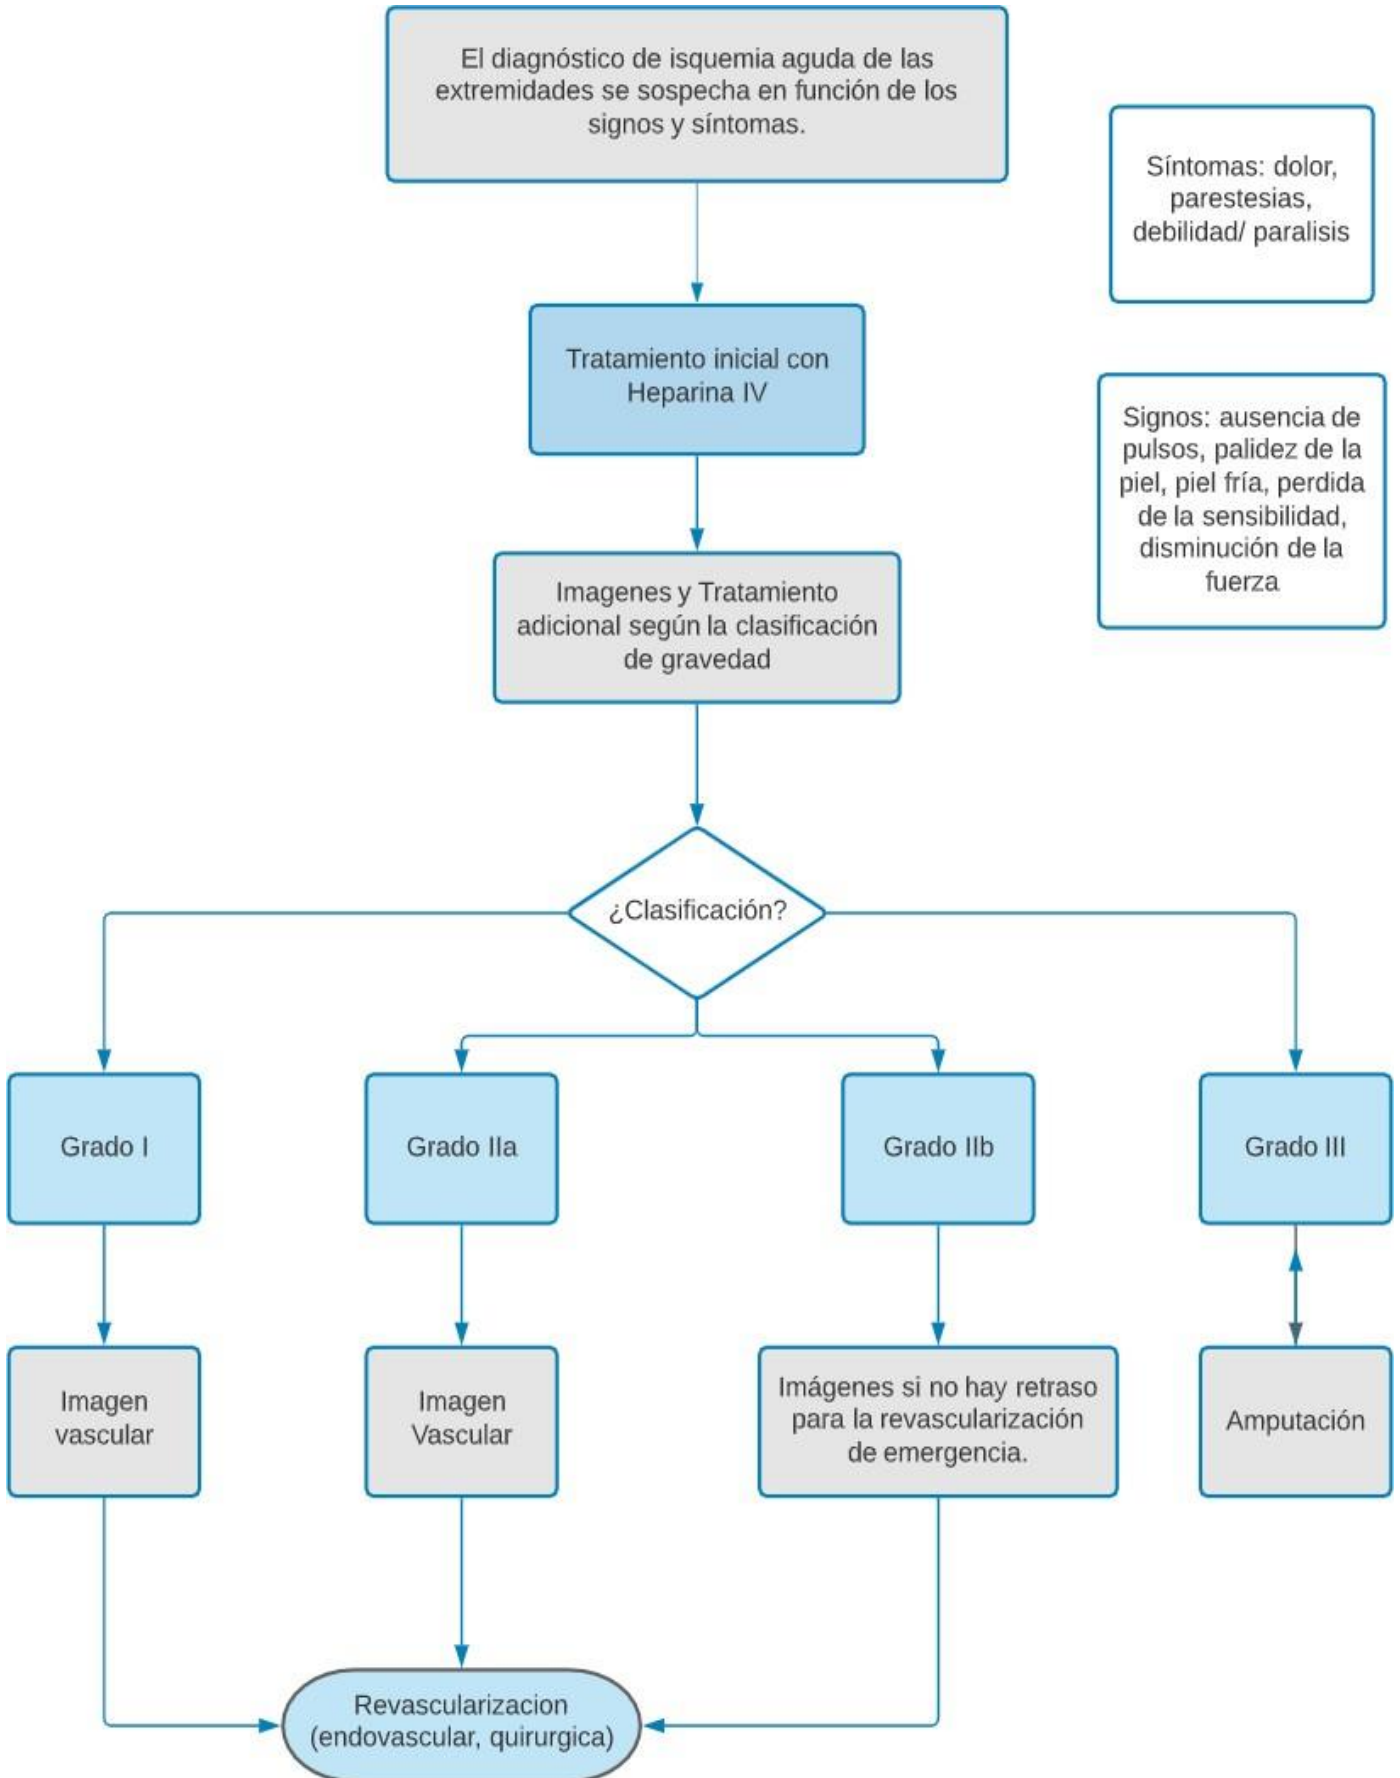 El diagnóstico de isquemia aguda de las
extremidades se sospecha en función de los
signos y síntomas.
Síntomas: dolor,
parestesias,
debilidad/ paralisis
Tratamiento inicial con
Heparina IV
Signos: ausencia de
pulsos, palidez de la
piel, piel fría, perdida
de la sensibilidad,
disminución de la
fuerza
Imagenes y Tratamiento
adicional según la clasificación
de gravedad
¿Clasificación?
Grado I
Grado IIa
Grado IIb
Grado III
Imagen
vascular
Imagen
Vascular
Imágenes si no hay retraso
para la revascularización
de emergencia.
Amputación
Revascularizacion
(endovascular, quirurgica)